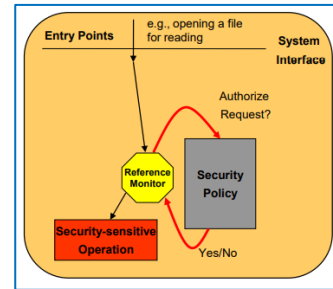 e.g., opening a file
for reading
Entry Points
System
Interface
Authorize
Request?
Reference
Monitor
Security
Policy
Security-sensitive
Operation
Yes/No